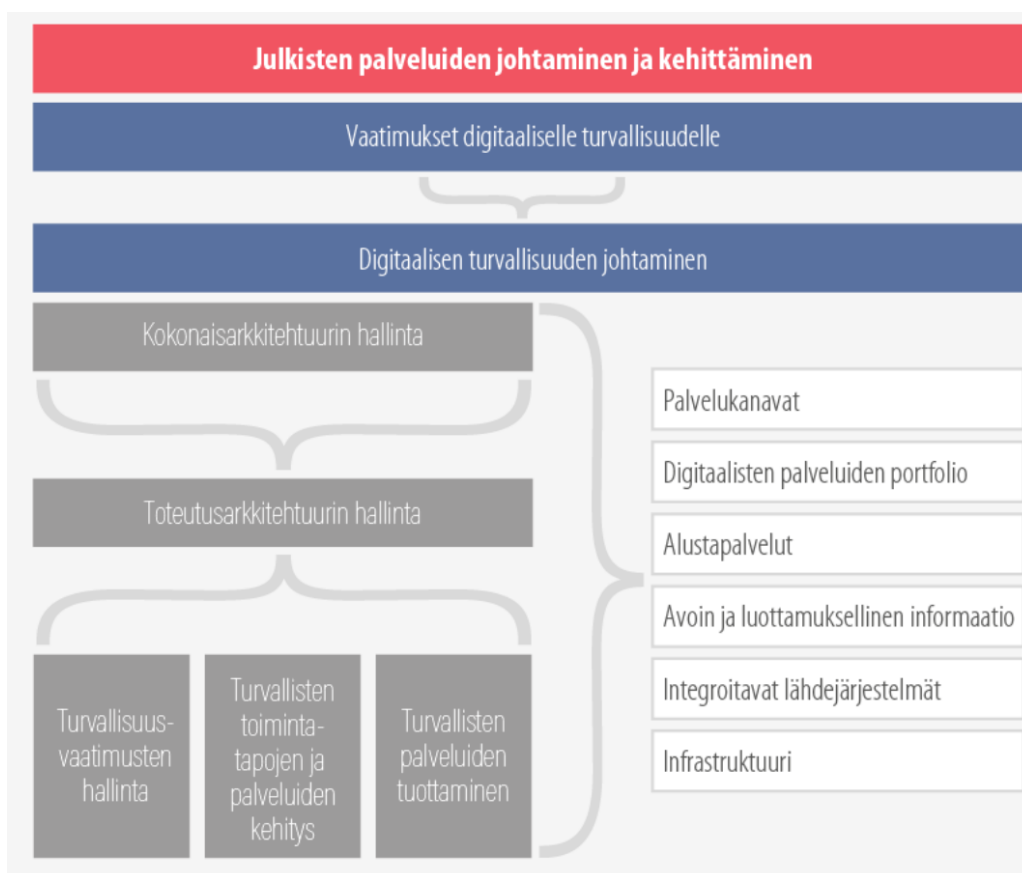 Julkisten palveluiden johtaminen ja kehittäminen
Vaatimukset digitaaliselle turvallisuudelle
Digitaalisen turvallisuuden johtaminen
Kokonaisarkkitehtuurin hallinta
Toteutusarkkitehtuurin hallinta
Turvallisuus-
vaatimusten
hallinta
Turvallisten
toiminta-
tapojen ja
palveluiden
kehitys
Turvallisten
palveluiden
tuottaminen
Palvelukanavat
Digitaalisten palveluiden portfolio
Alustapalvelut
Avoin ja luottamuksellinen informaatio
Integroitavat lähdejärjestelmät
Infrastruktuuri